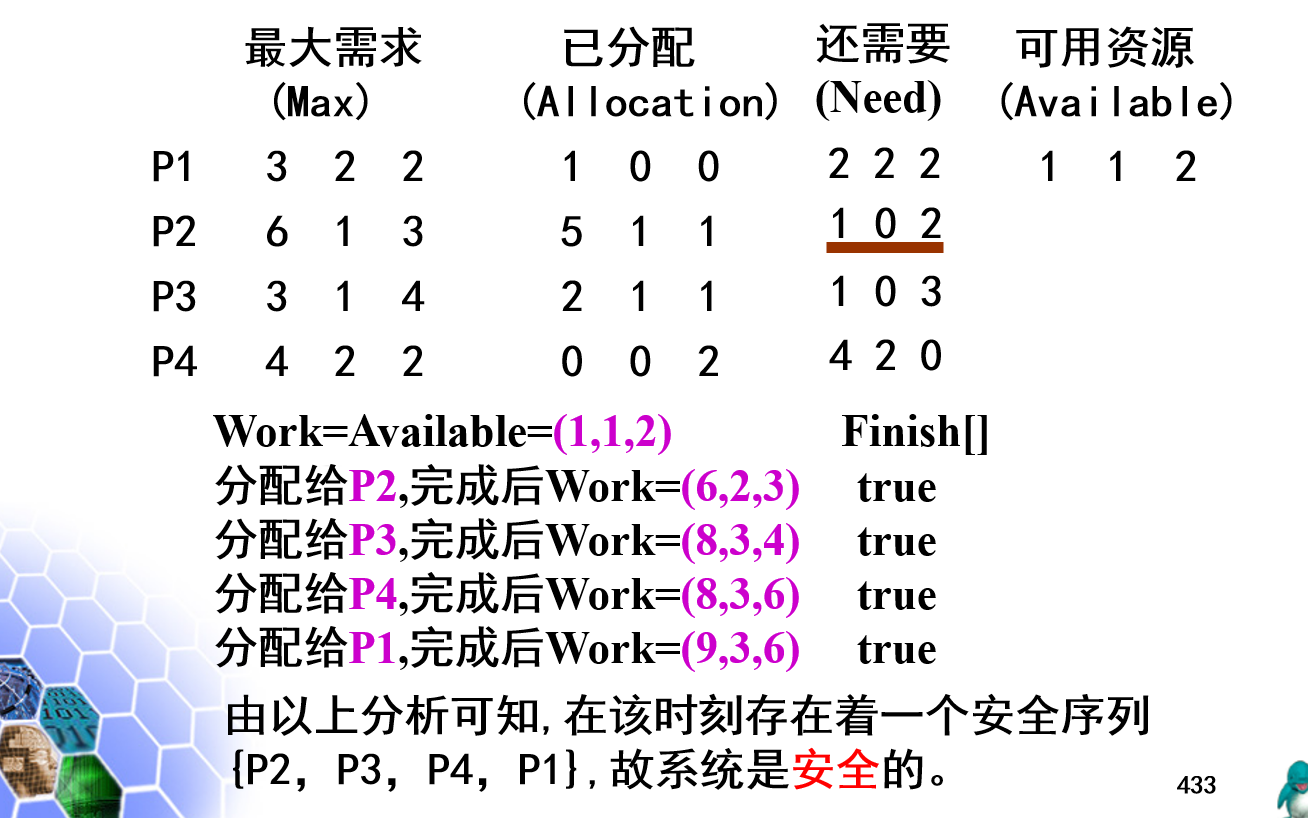 最大需求 已分配 还需要 可用资源
(Max) (Allocation) (Need) (Available)
P1 3 2 2 1 0 0 2 2 2 1 1 2
P2 6 1 3 5 1 1 1 0 2
P3 3 1 4 2 1 1 1 0 3
P4 4 2 2 0 0 2 4 2 0
Work=Available=(1,1,2) Finish[]
分配给P2,完成后Work=(6,2,3) true
分配给P3,完成后Work=(8,3,4) true
分配给P4,完成后Work=(8,3,6) true
分配给P1,完成后Work=(9,3,6) true
由以上分析可知,在该时刻存在着一个安全序列
{P2，P3，P4，P1},故系统是安全的。
433